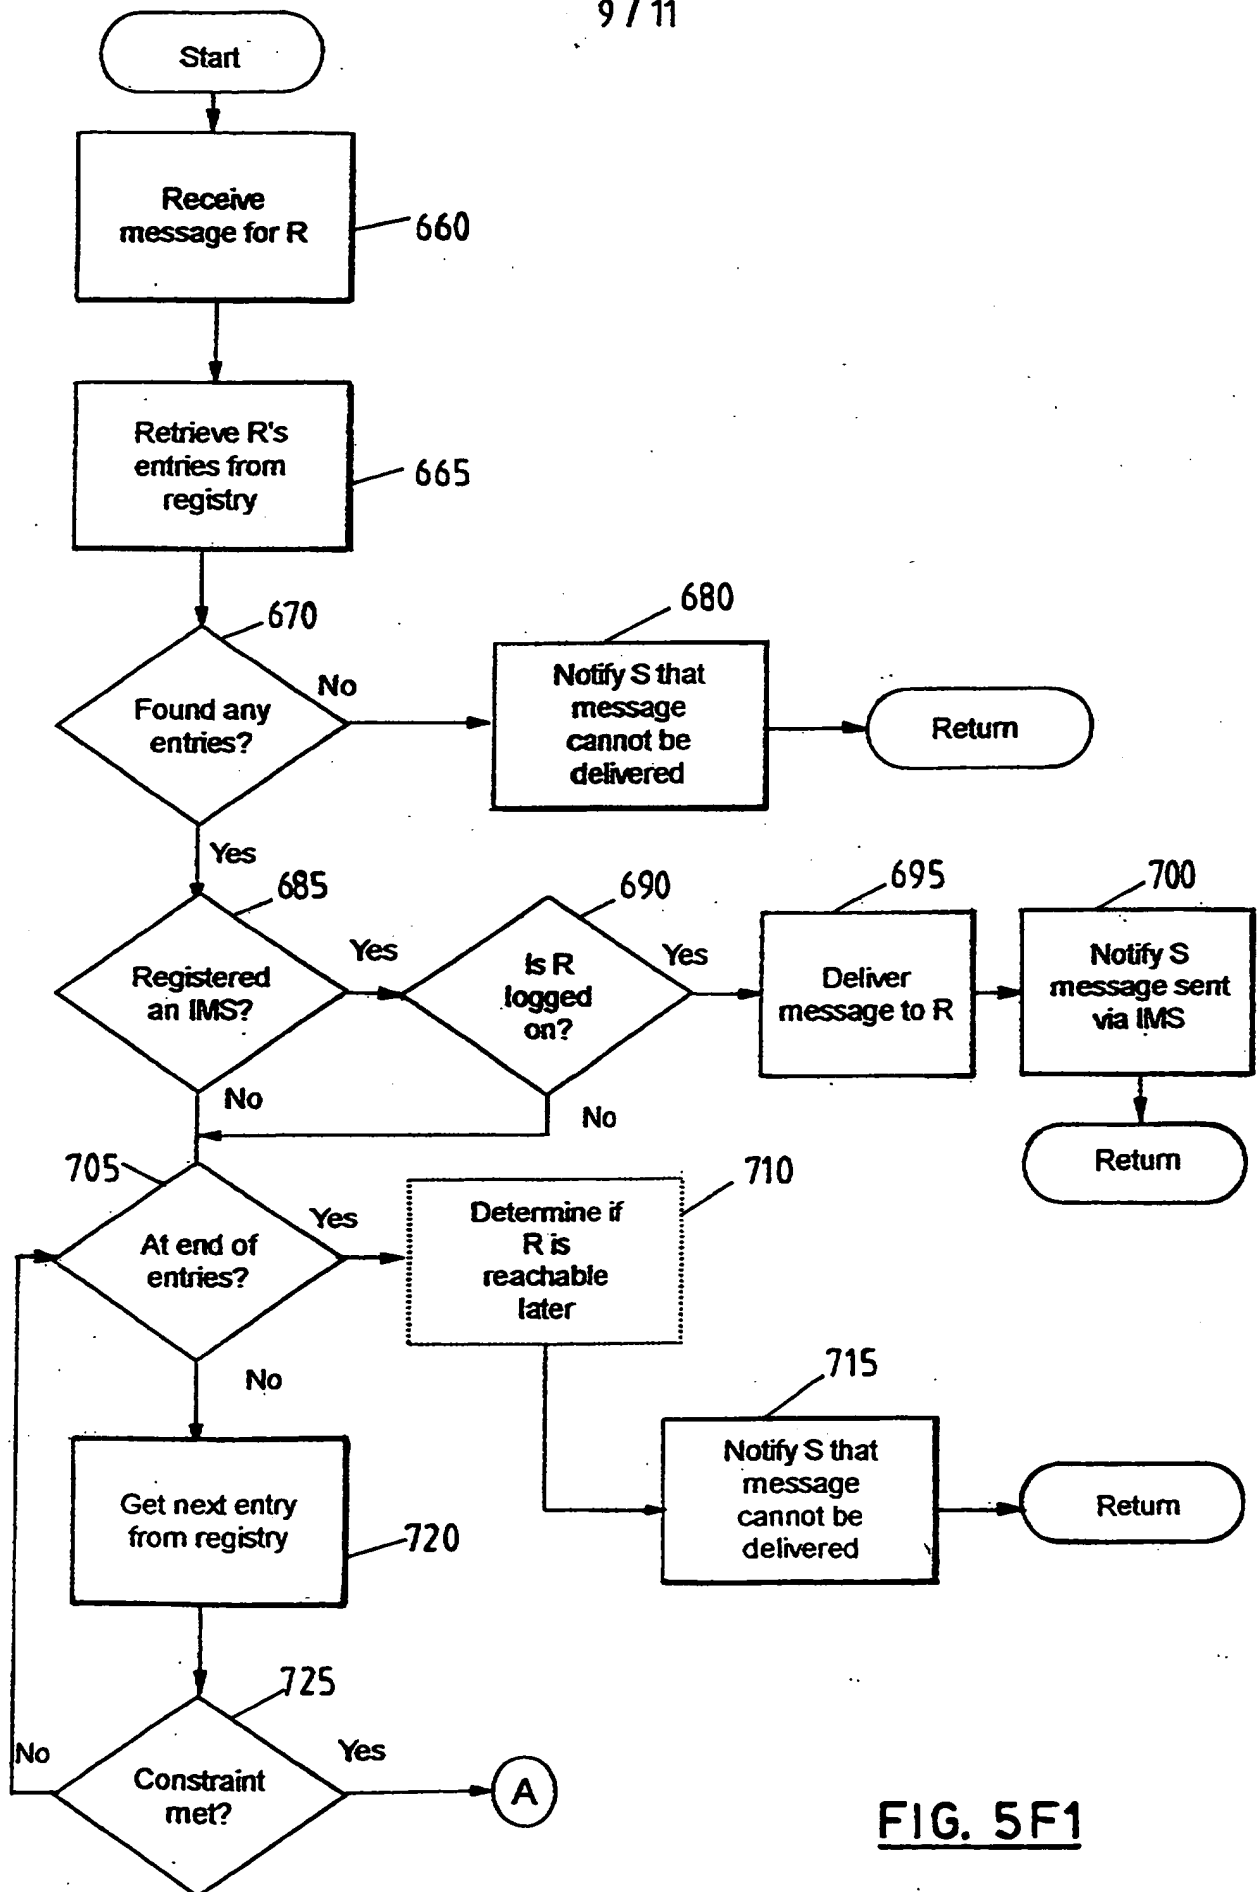 9 / 11
Start
Receive
message for R
660
Retrieve R's
entries from
registry
665
670
Found any
entries?
No
680
Notify S that
message
cannot be
delivered
Return
Yes
685
Registered
an IMS?
Yes
690
Is R
logged
on?
Yes
695
Deliver
message to R
700
Notify S
message sent
via IMS
Return
No
No
705
At end of
entries?
Yes
710
Determine if
R is
reachable
later
715
Notify S that
message
cannot be
delivered
Return
No
Get next entry
from registry
720
725
Constraint
met?
No
Yes
A
FIG. 5F1